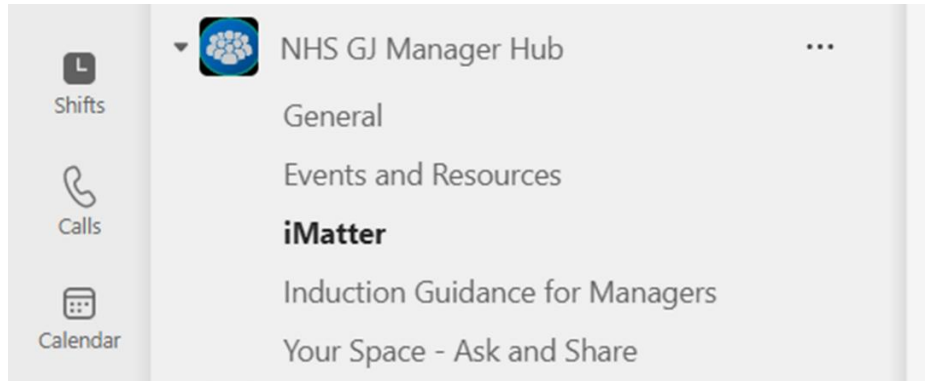 Shifts
Calls
Calendar
NHS GJ Manager Hub
General
Events and Resources
iMatter
Induction Guidance for Managers
Your Space - Ask and Share